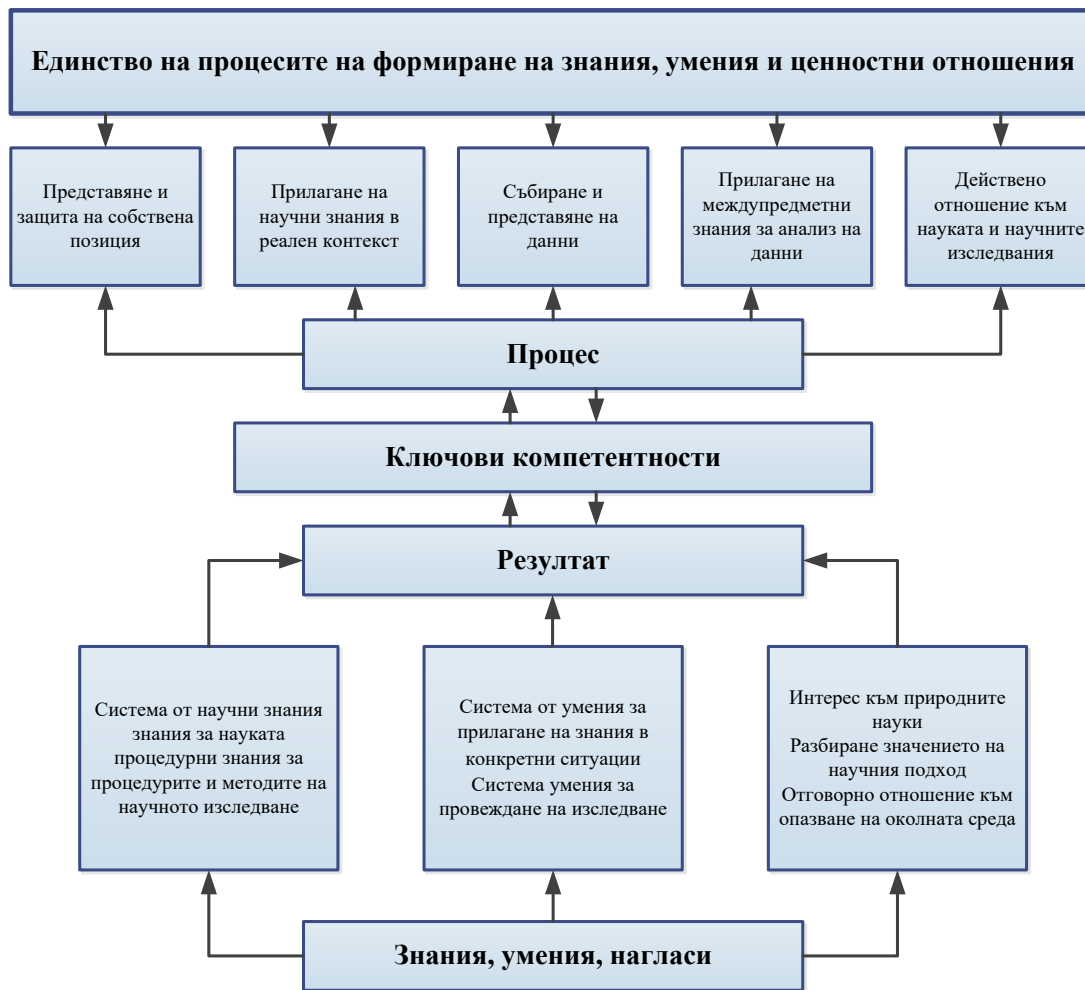 Единство на процесите на формиране на знания, умения и ценностни отношения
Представяне и
защита на собствена
позиция
Прилагане на
научни знания в
реален контекст
Събиране и
представяне на
данни
Прилагане на
междупредметни
знания за анализ на
данни
Действено
отношение към
науката и научните
изследвания
Процес
Ключови компетентности
Резултат
Система от научни знания
знания за науката
процедурни знания за
процедурите и методите на
научното изследване
Система от умения за
прилагане на знания в
конкретни ситуации
Система умения за
провеждане на изследване
Интерес към природните
науки
Разбиране значението на
научния подход
Отговорно отношение към
опазване на околната среда
Знания, умения, нагласи